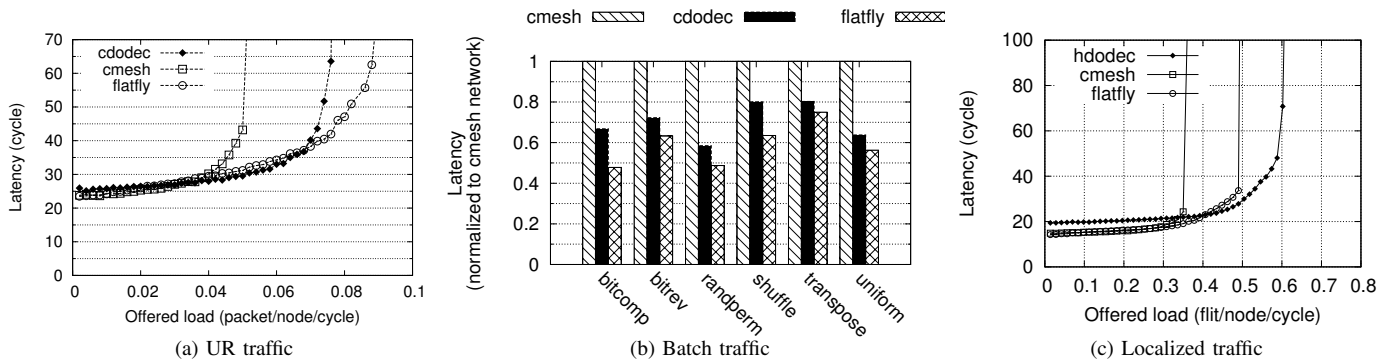 70
60
50
40
30
20
10
0
Latency (cycle)
cdodec
cmesh
flatfly
0 0.02 0.04 0.06 0.08 0.1
Offered load (packet/node/cycle)
(a) UR traffic
cmesh cdodec flatfly
1
0.8
0.6
0.4
0.2
0
Latency
(normalized to cmesh network)
bitcomp bitrev randperm shuffle transpose uniform
(b) Batch traffic
100
80
60
40
20
0
Latency (cycle)
hdodec
cmesh
flatfly
0 0.1 0.2 0.3 0.4 0.5 0.6 0.7 0.8
Offered load (flit/node/cycle)
(c) Localized traffic